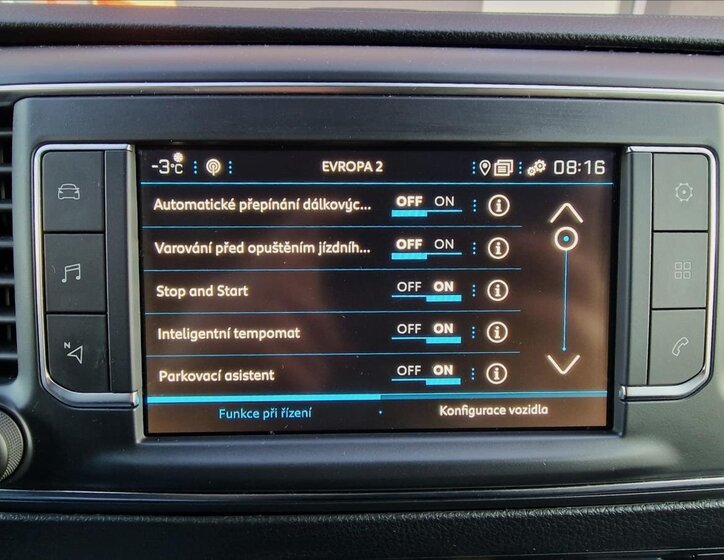 -3°C EVROPA 2 08:16
Automatické přepínání dálkovýc... OFF ON i
Varování před opuštěním jízdníh... OFF ON i
Stop and Start OFF ON i
Inteligentní tempomat OFF ON i
Parkovací asistent OFF ON i
Funkce při řízení Konfigurace vozidla
N